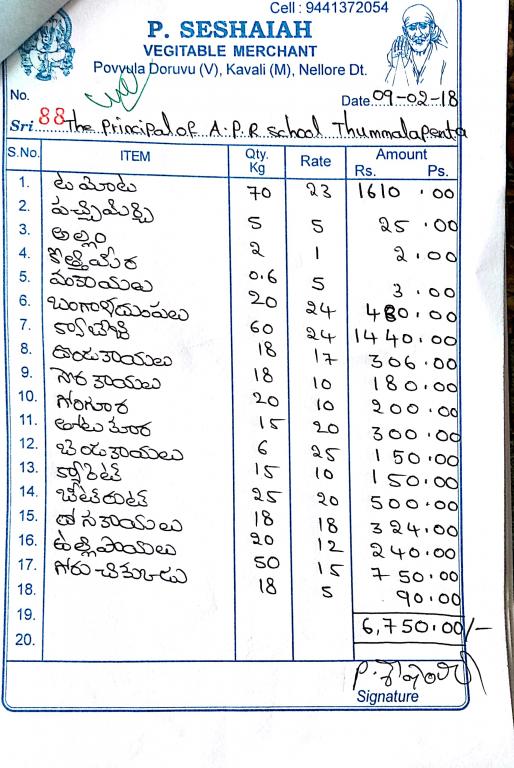 Cell : 9441372054
P. SESHAIAH
VEGITABLE MERCHANT
Povvula Doruvu (V), Kavali (M), Nellore Dt.
No. 88 Date 09-02-18
Sri The principal of A.P.R school Thummalapenta
S.No. ITEM Qty. Kg Rate Amount Rs. Ps.
1. టమోట 70 23 1610.00
2. పచ్చిమిర్చి 5 5 25.00
3. అల్లం 2 1 2.00
4. కొత్తిమీర 0.6 5 3.00
5. వంకాయలు 20 24 480.00
6. బంగాళదుంపలు 60 24 1440.00
7. క్యాబేజి 18 17 306.00
8. దొండకాయలు 18 10 180.00
9. సొరకాయలు 20 10 200.00
10. గోంగూర 15 20 300.00
11. తోటకూర 6 25 150.00
12. బెండకాయలు 15 10 150.00
13. క్యారెట్ 25 20 500.00
14. బీట్‌రూట్ 18 18 324.00
15. దోసకాయలు 20 12 240.00
16. ఉల్లిపాయలు 50 15 750.00
17. గోరుచిక్కుడు 18 5 90.00
18.
19. 6,750.00/-
20.
Signature